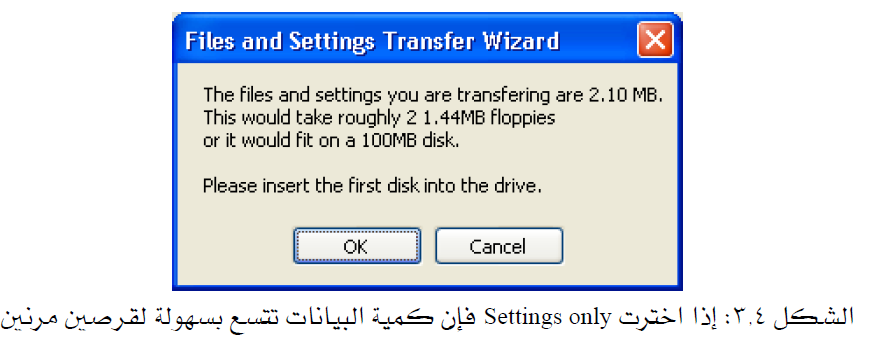 Files and Settings Transfer Wizard
The files and settings you are transfering are 2.10 MB.
This would take roughly 2 1.44MB floppies
or it would fit on a 100MB disk.
Please insert the first disk into the drive.
OK
Cancel
الشكل ٣.٤: إذا اخترت Settings only فإن كمية البيانات تتسع بسهولة لقرصين مرنين